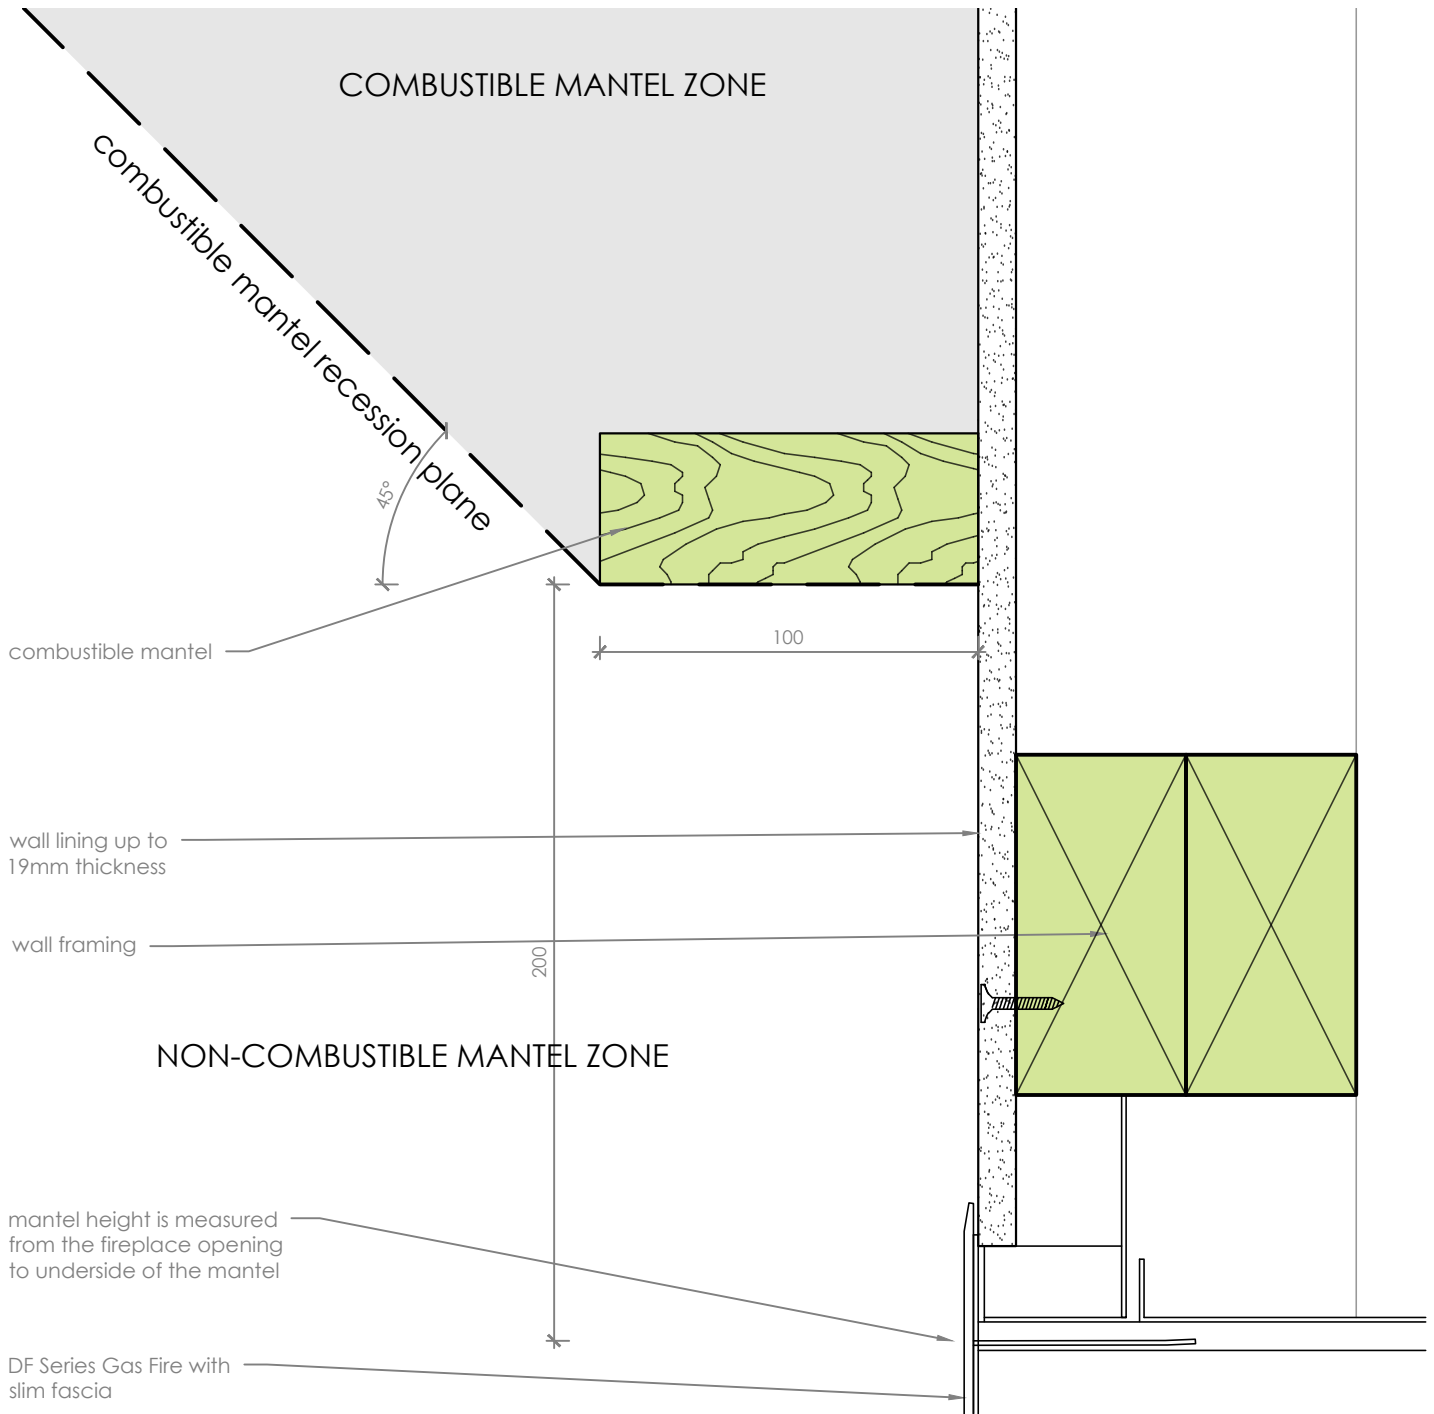 COMBUSTIBLE MANTEL ZONE
combustible mantel recession plane
45°
combustible mantel
100
wall lining up to
19mm thickness
wall framing
200
NON-COMBUSTIBLE MANTEL ZONE
mantel height is measured
from the fireplace opening
to underside of the mantel
DF Series Gas Fire with
slim fascia